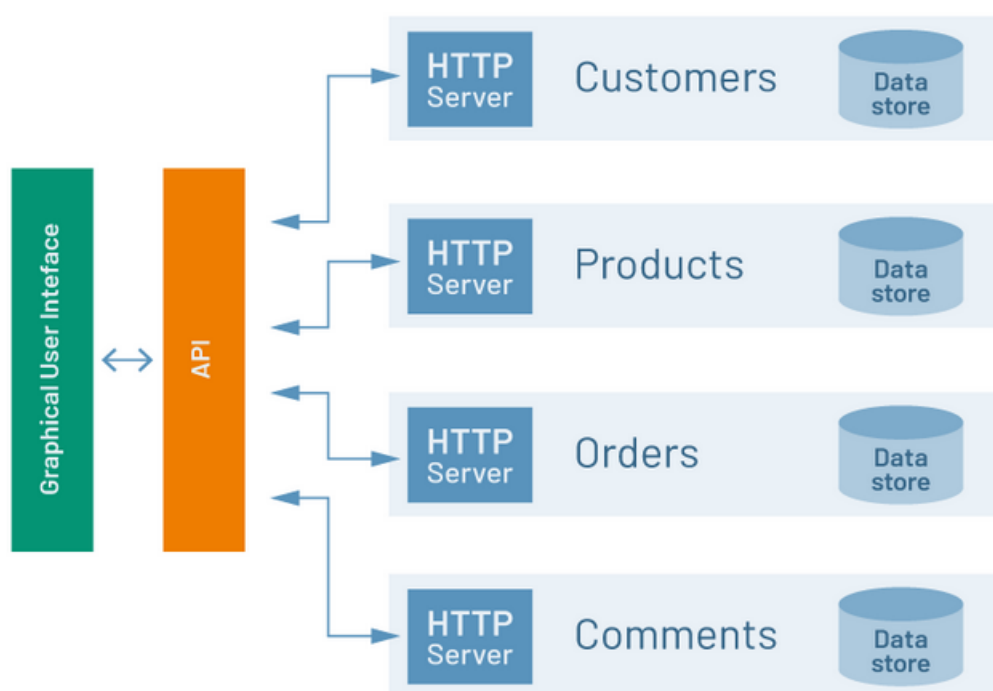 Graphical User Inteface
API
HTTP
Server
Customers
Data
store
HTTP
Server
Products
Data
store
HTTP
Server
Orders
Data
store
HTTP
Server
Comments
Data
store